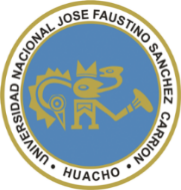 UNIVERSIDAD NACIONAL JOSE FAUSTINO SANCHEZ CARRION
· HUACHO ·